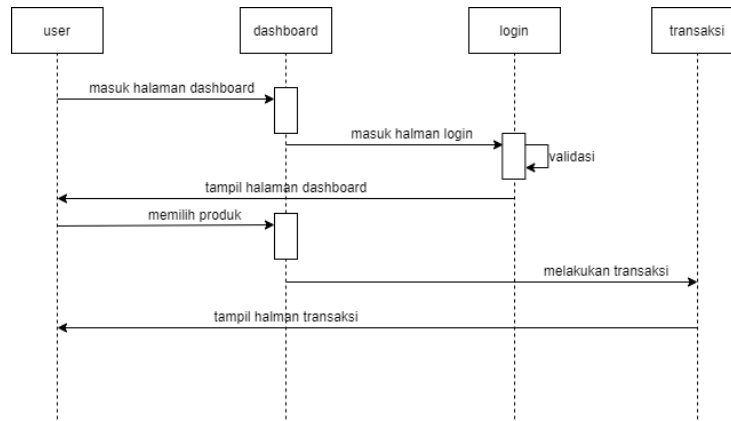 user
dashboard
login
transaksi
masuk halaman dashboard
masuk halman login
validasi
tampil halaman dashboard
memilih produk
melakukan transaksi
tampil halman transaksi